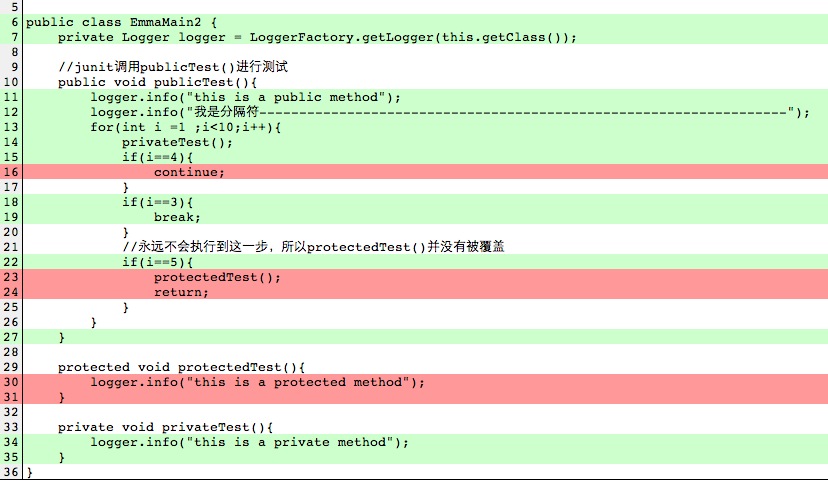 5
6 public class EmmaMain2 {
7     private Logger logger = LoggerFactory.getLogger(this.getClass());
8
9     //junit调用publicTest()进行测试
10     public void publicTest(){
11         logger.info("this is a public method");
12         logger.info("我是分隔符------------------------------------------------------------------");
13         for(int i =1 ;i<10;i++){
14             privateTest();
15             if(i==4){
16                 continue;
17             }
18             if(i==3){
19                 break;
20             }
21             //永远不会执行到这一步，所以protectedTest()并没有被覆盖
22             if(i==5){
23                 protectedTest();
24                 return;
25             }
26         }
27     }
28
29     protected void protectedTest(){
30         logger.info("this is a protected method");
31     }
32
33     private void privateTest(){
34         logger.info("this is a private method");
35     }
36 }